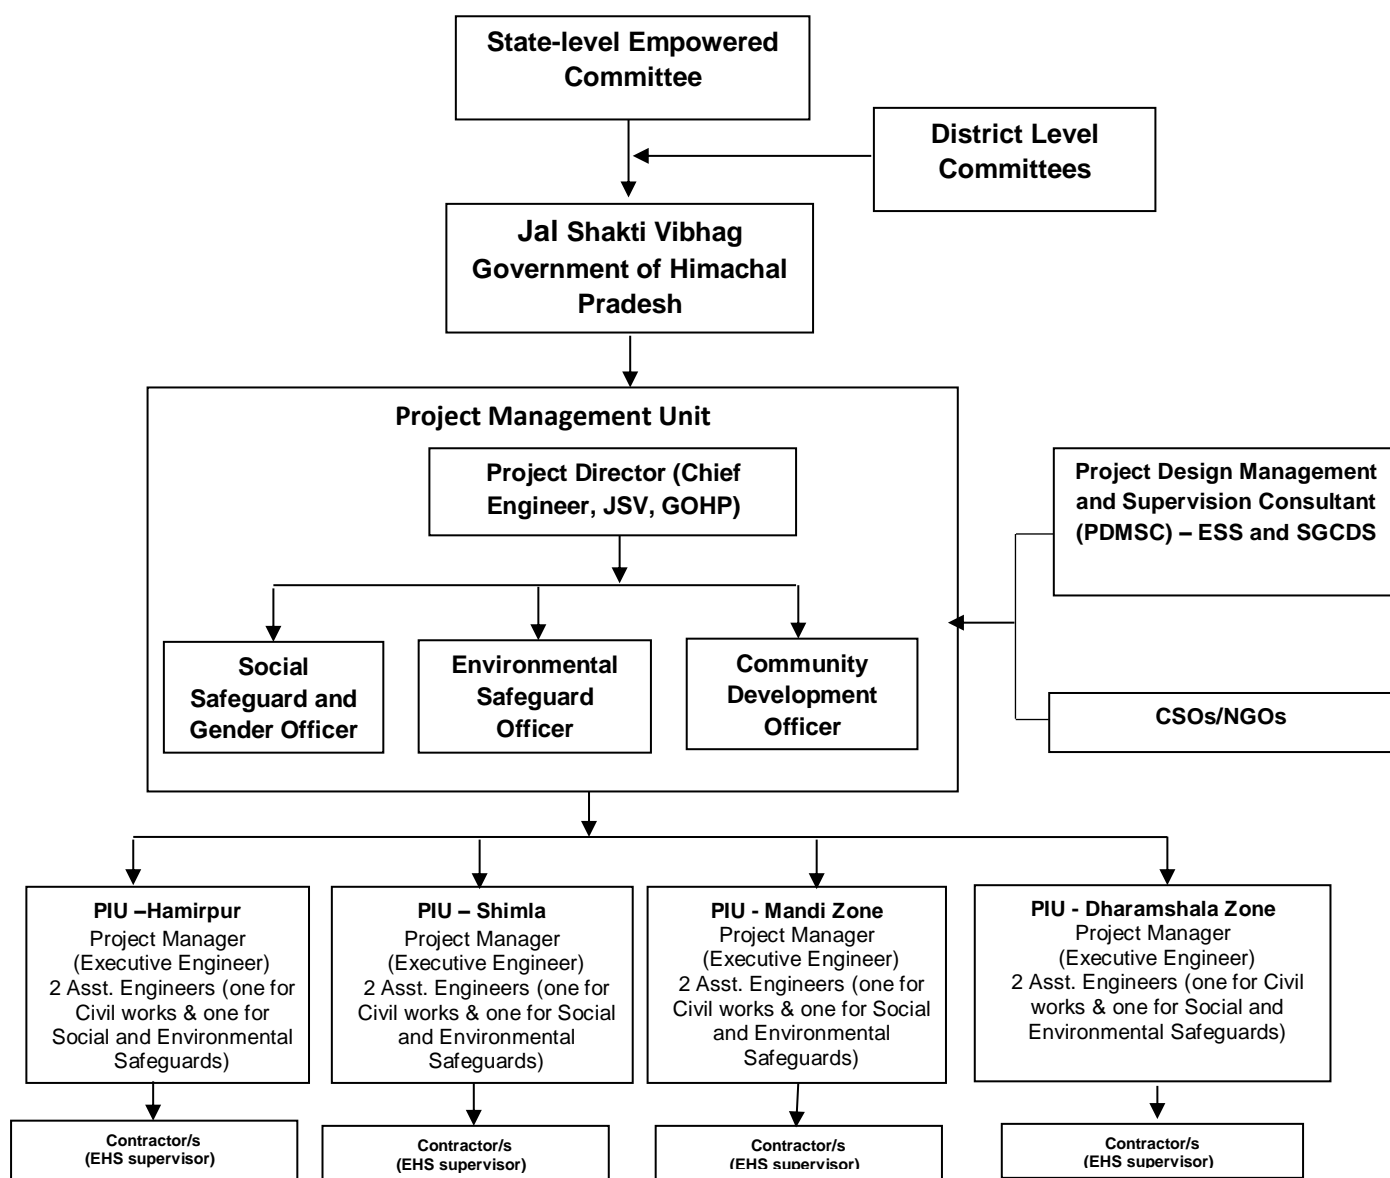 State-level Empowered
Committee
District Level
Committees
Jal Shakti Vibhag
Government of Himachal
Pradesh
Project Management Unit
Project Director (Chief
Engineer, JSV, GOHP)
Project Design Management
and Supervision Consultant
(PDMSC) – ESS and SGCDS
Social
Safeguard and
Gender Officer
Environmental
Safeguard
Officer
Community
Development
Officer
CSOs/NGOs
PIU –Hamirpur
Project Manager
(Executive Engineer)
2 Asst. Engineers (one for
Civil works & one for
Social and Environmental
Safeguards)
PIU – Shimla
Project Manager
(Executive Engineer)
2 Asst. Engineers (one for
Civil works & one for Social
and Environmental
Safeguards)
PIU - Mandi Zone
Project Manager
(Executive Engineer)
2 Asst. Engineers (one for
Civil works & one for Social
and Environmental
Safeguards)
PIU - Dharamshala Zone
Project Manager
(Executive Engineer)
2 Asst. Engineers (one for Civil
works & one for Social and
Environmental Safeguards)
Contractor/s
(EHS supervisor)
Contractor/s
(EHS supervisor)
Contractor/s
(EHS supervisor)
Contractor/s
(EHS supervisor)